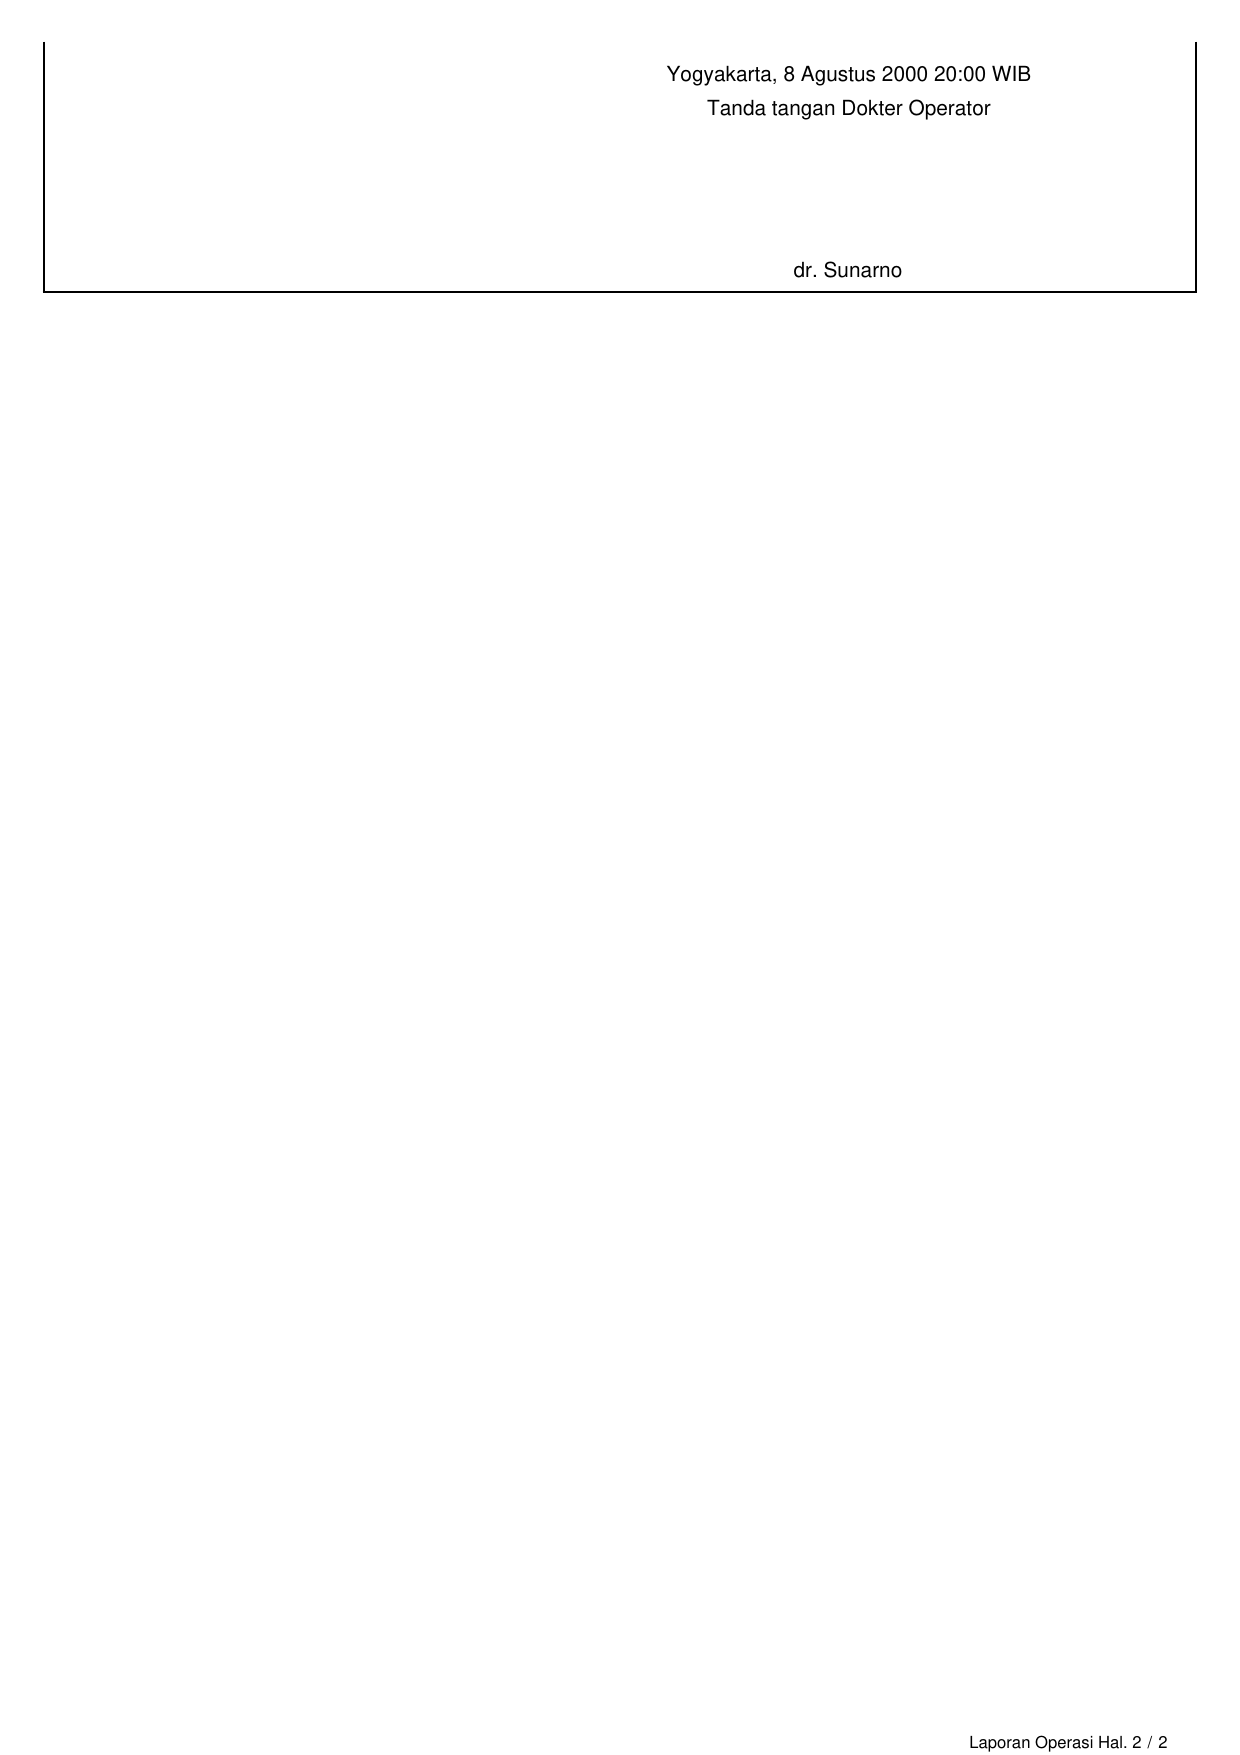 Yogyakarta, 8 Agustus 2000 20:00 WIB
Tanda tangan Dokter Operator
dr. Sunarno
Laporan Operasi Hal. 2 / 2